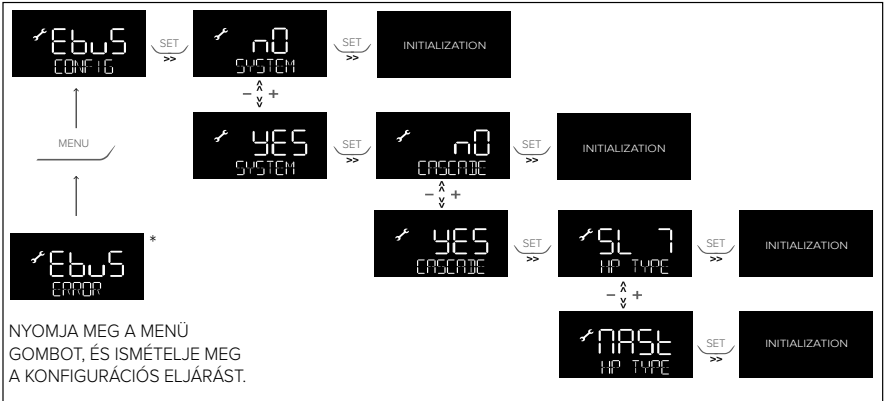 EbuS SET nO SET INITIALIZATION
CONFIG >> SYSTEM >>
- +
MENU YES SET nO SET INITIALIZATION
SYSTEM >> CASCADE >>
- +
EbuS * YES SET SL 7 SET INITIALIZATION
ERROR CASCADE >> HP TYPE >>
- +
NYOMJA MEG A MENÜ
GOMBOT, ÉS ISMÉTELJE MEG
A KONFIGURÁCIÓS ELJÁRÁST.
MASt SET INITIALIZATION
HP TYPE >>